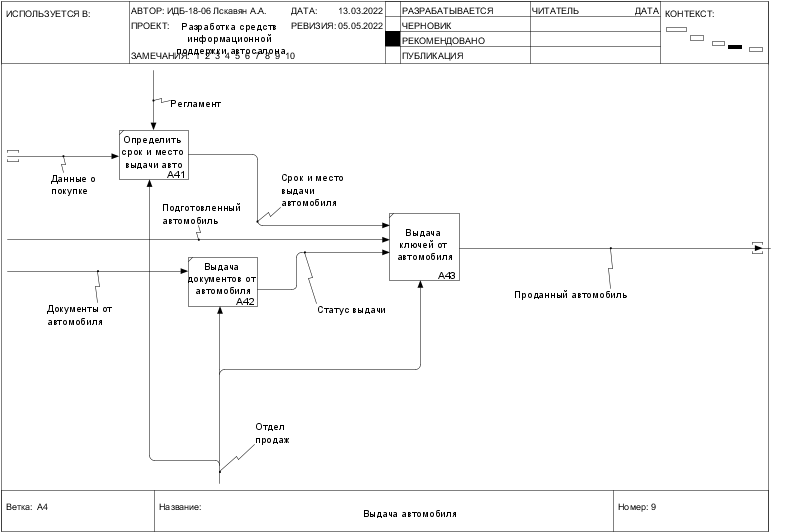 ИСПОЛЬЗУЕТСЯ В:
АВТОР: ИДБ-18-06 Лскавян А.А.
ДАТА: 13.03.2022
РАЗРАБАТЫВАЕТСЯ
ЧИТАТЕЛЬ
ДАТА
КОНТЕКСТ:
ПРОЕКТ: Разработка средств
информационной
поддержки автосалона
РЕВИЗИЯ: 05.05.2022
ЧЕРНОВИК
РЕКОМЕНДОВАНО
ЗАМЕЧАНИЯ: 1 2 3 4 5 6 7 8 9 10
ПУБЛИКАЦИЯ
Регламент
Определить
срок и место
выдачи авто
A41
Данные о
покупке
Срок и место
выдачи
автомобиля
Подготовленный
автомобиль
Выдача
ключей от
автомобиля
A43
Выдача
документов от
автомобиля
A42
Документы от
автомобиля
Статус выдачи
Проданный автомобиль
Отдел
продаж
Ветка: A4
Название:
Выдача автомобиля
Номер: 9